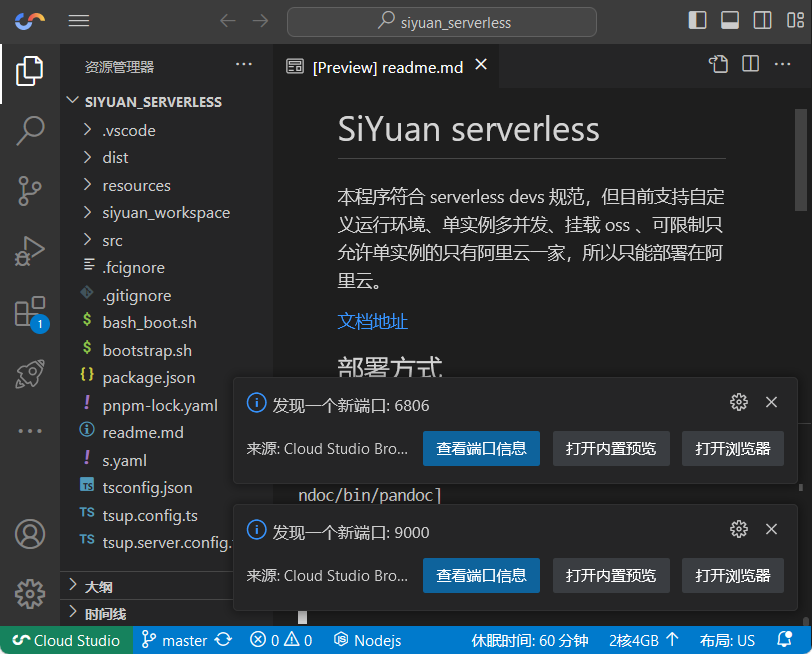 siyuan_serverless
资源管理器
[Preview] readme.md
SIYUAN_SERVERLESS
.vscode
dist
resources
siyuan_workspace
src
.fcignore
.gitignore
bash_boot.sh
bootstrap.sh
package.json
pnpm-lock.yaml
readme.md
s.yaml
tsconfig.json
tsup.config.ts
tsup.server.config.
大纲
时间线
1
SiYuan serverless
本程序符合 serverless devs 规范，但目前支持自定
义运行环境、单实例多并发、挂载 oss 、可限制只
允许单实例的只有阿里云一家，所以只能部署在阿
里云。
文档地址
部署方式
发现一个新端口: 6806
来源: Cloud Studio Bro...
查看端口信息
打开内置预览
打开浏览器
ndoc/bin/pandoc]
发现一个新端口: 9000
来源: Cloud Studio Bro...
查看端口信息
打开内置预览
打开浏览器
Cloud Studio
master
0
0
Nodejs
休眠时间: 60 分钟
2核4GB
布局: US